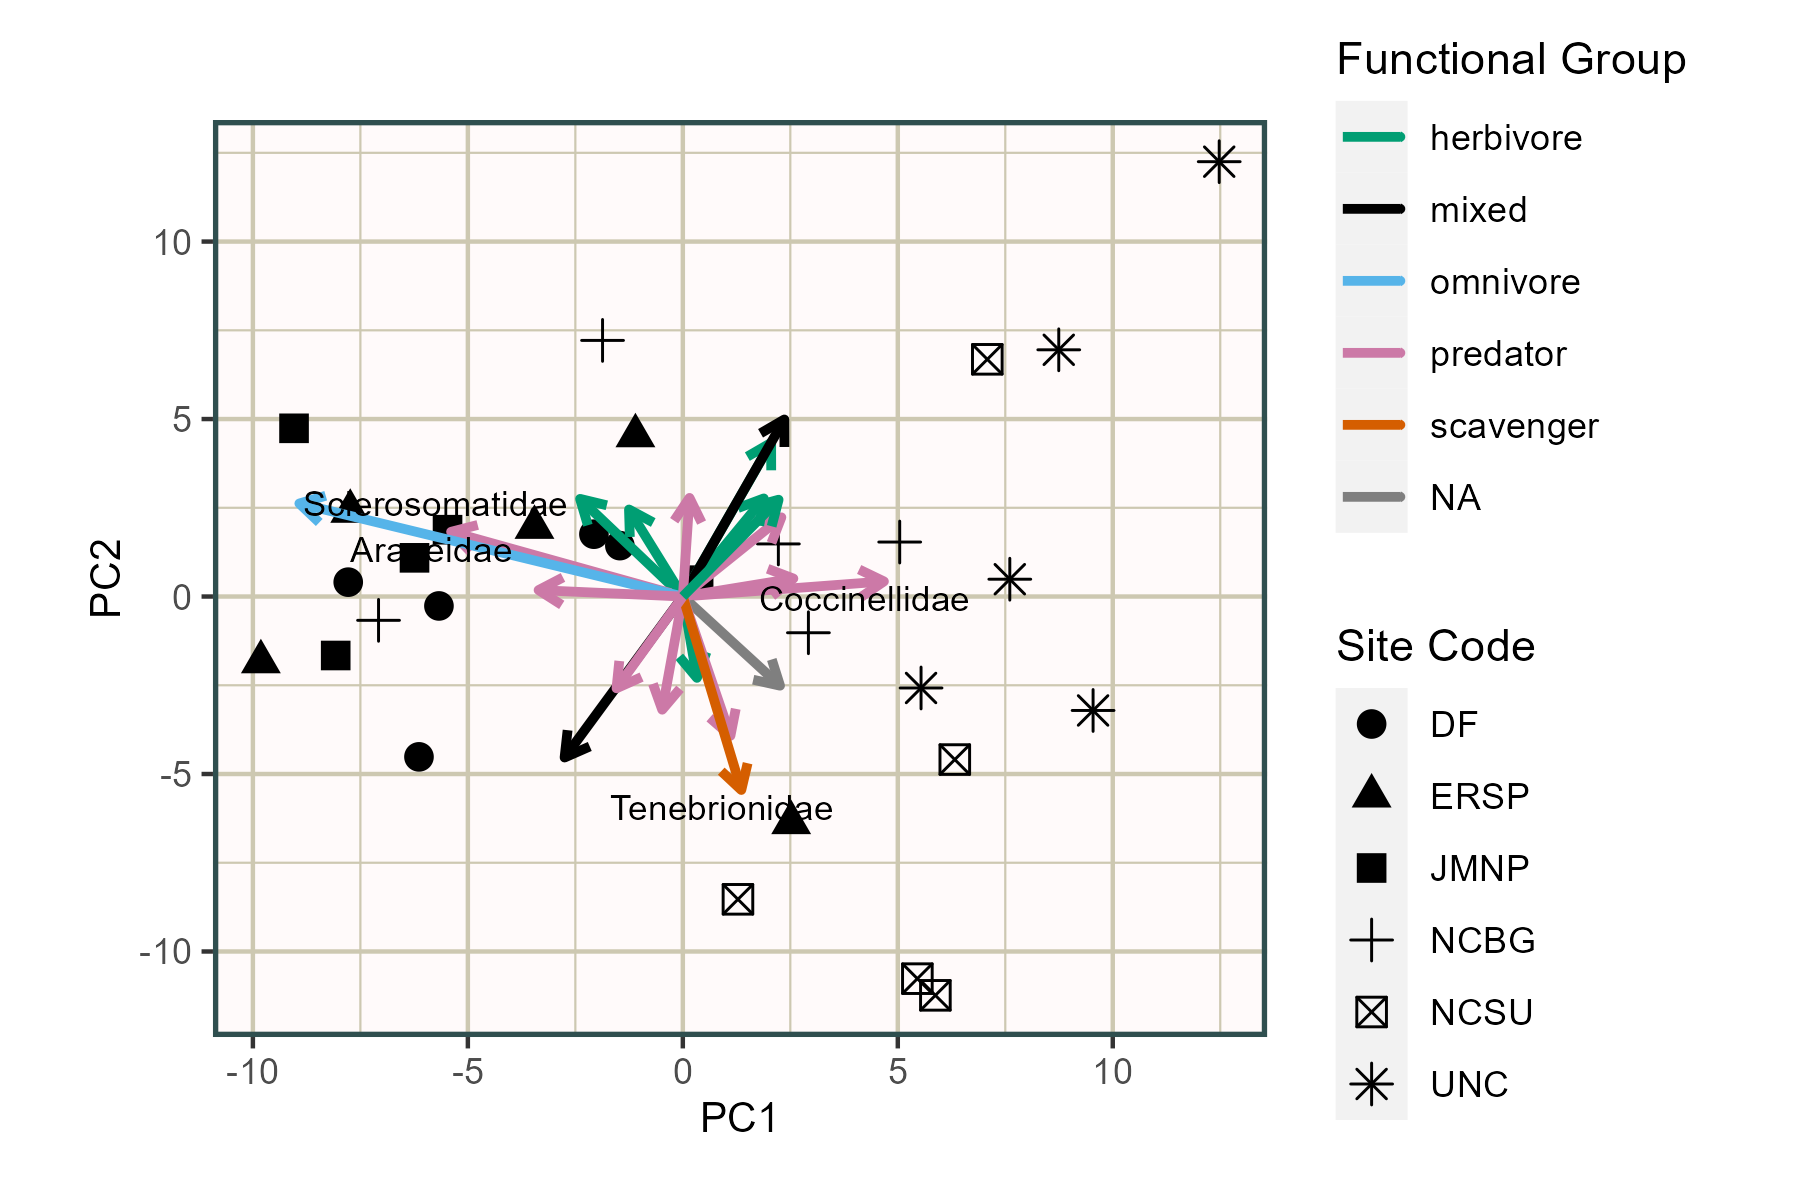 Functional Group
herbivore
mixed
omnivore
predator
scavenger
NA
Site Code
DF
ERSP
JMNP
NCBG
NCSU
UNC
10
5
0
-5
-10
PC2
Sclerosomatidae
Araneidae
Coccinellidae
Tenebrionidae
-10
-5
0
5
10
PC1